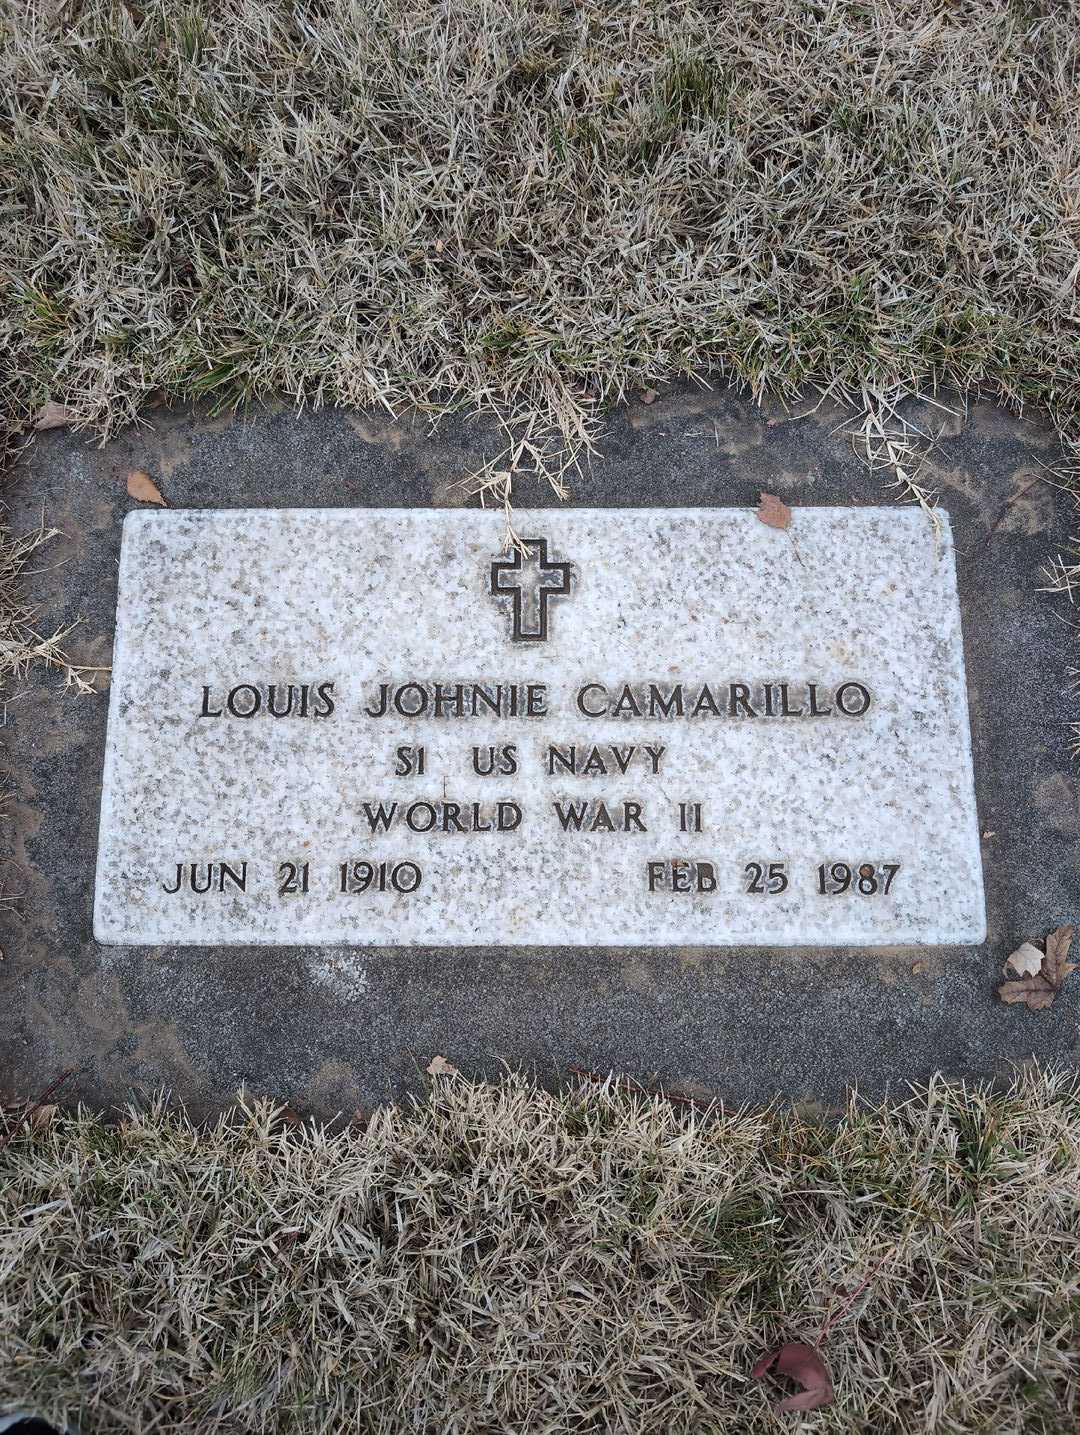 LOUIS JOHNIE CAMARILLO
S1 US NAVY
WORLD WAR II
JUN 21 1910 FEB 25 1987